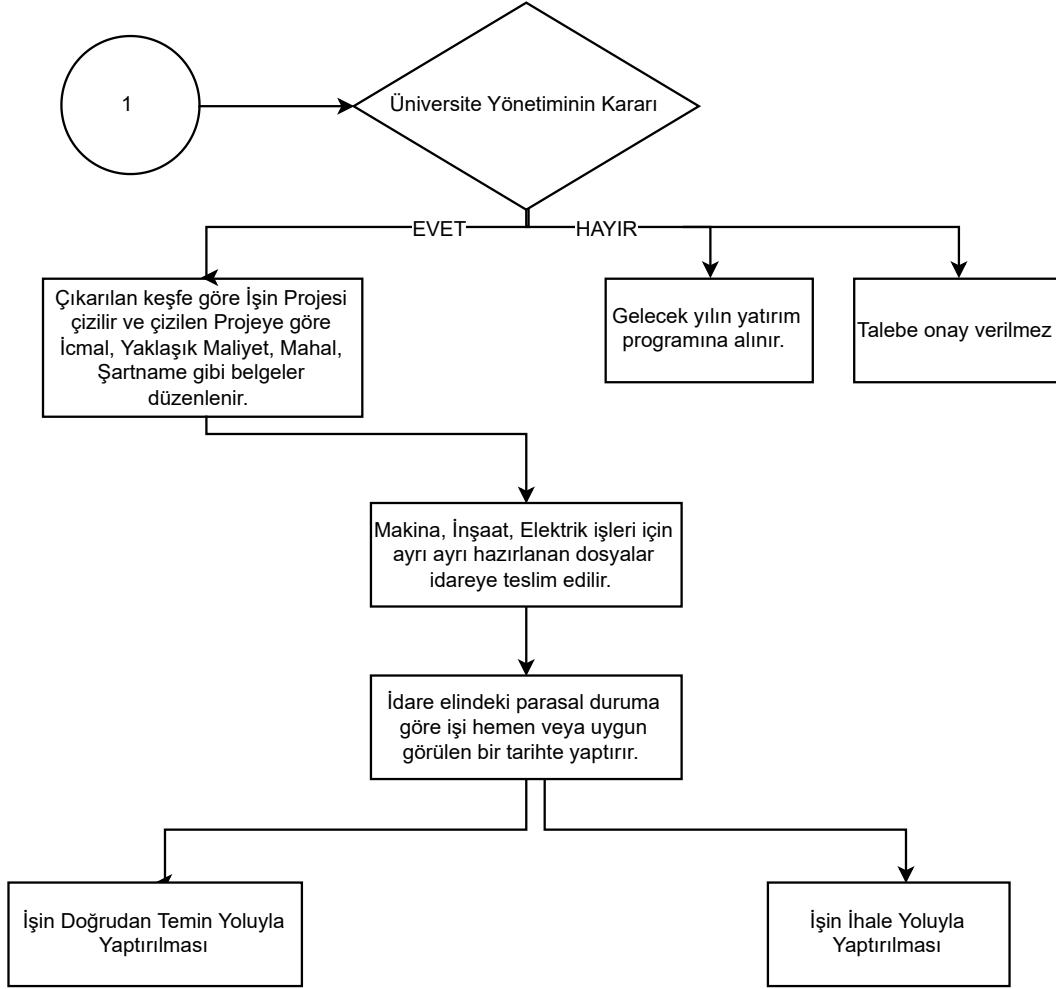 1
Üniversite Yönetiminin Kararı
EVET
HAYIR
Çıkarılan keşfe göre İşin Projesi
çizilir ve çizilen Projeye göre
İcmal, Yaklaşık Maliyet, Mahal,
Şartname gibi belgeler
düzenlenir.
Gelecek yılın yatırım
programına alınır.
Talebe onay verilmez
Makina, İnşaat, Elektrik işleri için
ayrı ayrı hazırlanan dosyalar
idareye teslim edilir.
İdare elindeki parasal duruma
göre işi hemen veya uygun
görülen bir tarihte yaptırır.
İşin Doğrudan Temin Yoluyla
Yaptırılması
İşin İhale Yoluyla
Yaptırılması